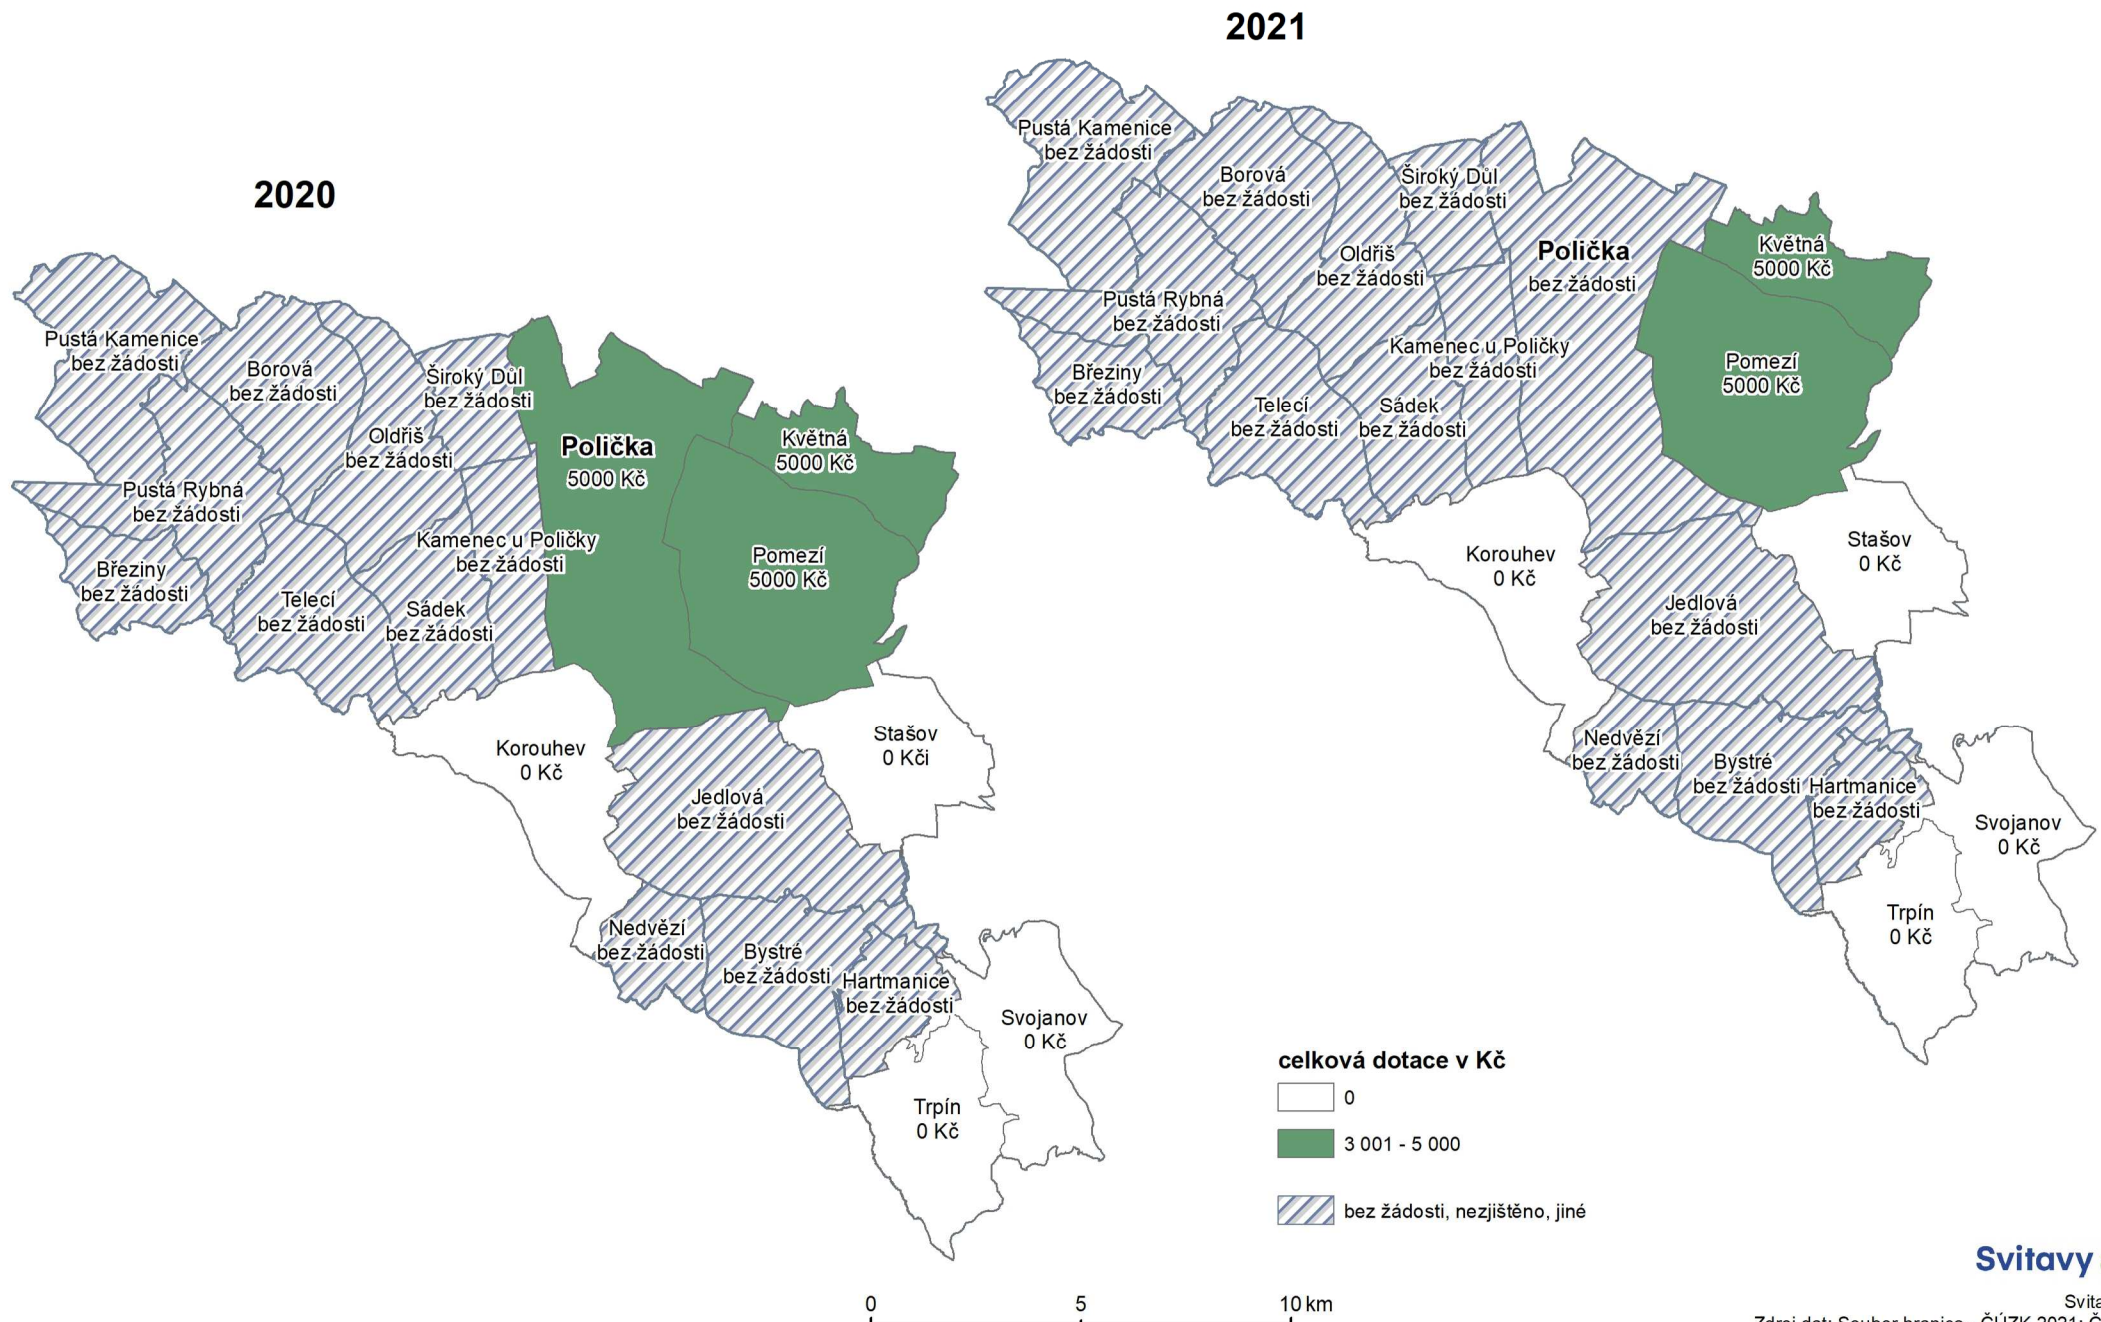 2021
Pustá Kamenice
bez žádosti
Borová
bez žádosti
Široký Důl
bez žádosti
Oldřiš
bez žádosti
Polička
bez žádosti
Květná
5000 Kč
Pustá Rybná
bez žádosti
Kamenec u Poličky
bez žádosti
Pomezí
5000 Kč
Březiny
bez žádosti
Telecí
bez žádosti
Sádek
bez žádosti
Korouhev
0 Kč
Stašov
0 Kč
Jedlová
bez žádosti
Nedvězí
bez žádosti
Bystré
bez žádosti
Hartmanice
bez žádosti
Svojanov
0 Kč
Trpín
0 Kč
2020
Pustá Kamenice
bez žádosti
Borová
bez žádosti
Široký Důl
bez žádosti
Oldřiš
bez žádosti
Polička
5000 Kč
Květná
5000 Kč
Pustá Rybná
bez žádosti
Kamenec u Poličky
bez žádosti
Pomezí
5000 Kč
Březiny
bez žádosti
Telecí
bez žádosti
Sádek
bez žádosti
Korouhev
0 Kč
Stašov
0 Kči
Jedlová
bez žádosti
Nedvězí
bez žádosti
Bystré
bez žádosti
Hartmanice
bez žádosti
Svojanov
0 Kč
Trpín
0 Kč
celková dotace v Kč
0
3 001 - 5 000
bez žádosti, nezjištěno, jiné
0 5 10 km
Svitavy
Svita
Zdroj dat: Soubor hranice - ČÚZK 2021; Č